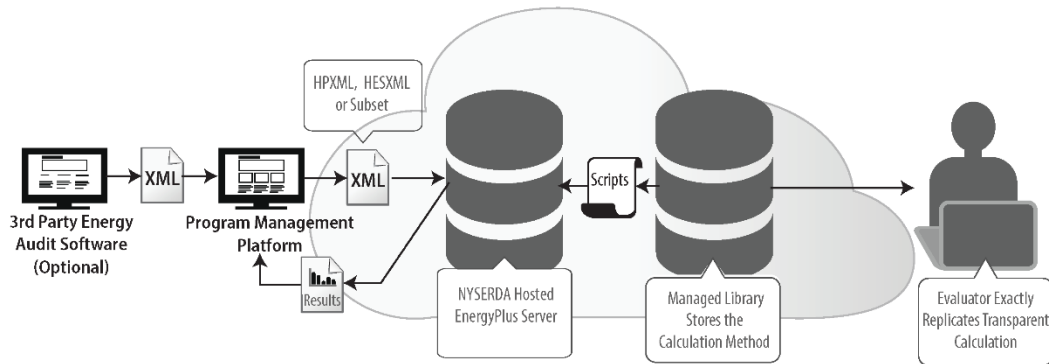 HPXML, HESXML
or Subset
XML
XML
Scripts
3rd Party Energy
Audit Software
(Optional)
Program Management
Platform
Results
NYSERDA Hosted
EnergyPlus Server
Managed Library
Stores the
Calculation Method
Evaluator Exactly
Replicates Transparent
Calculation